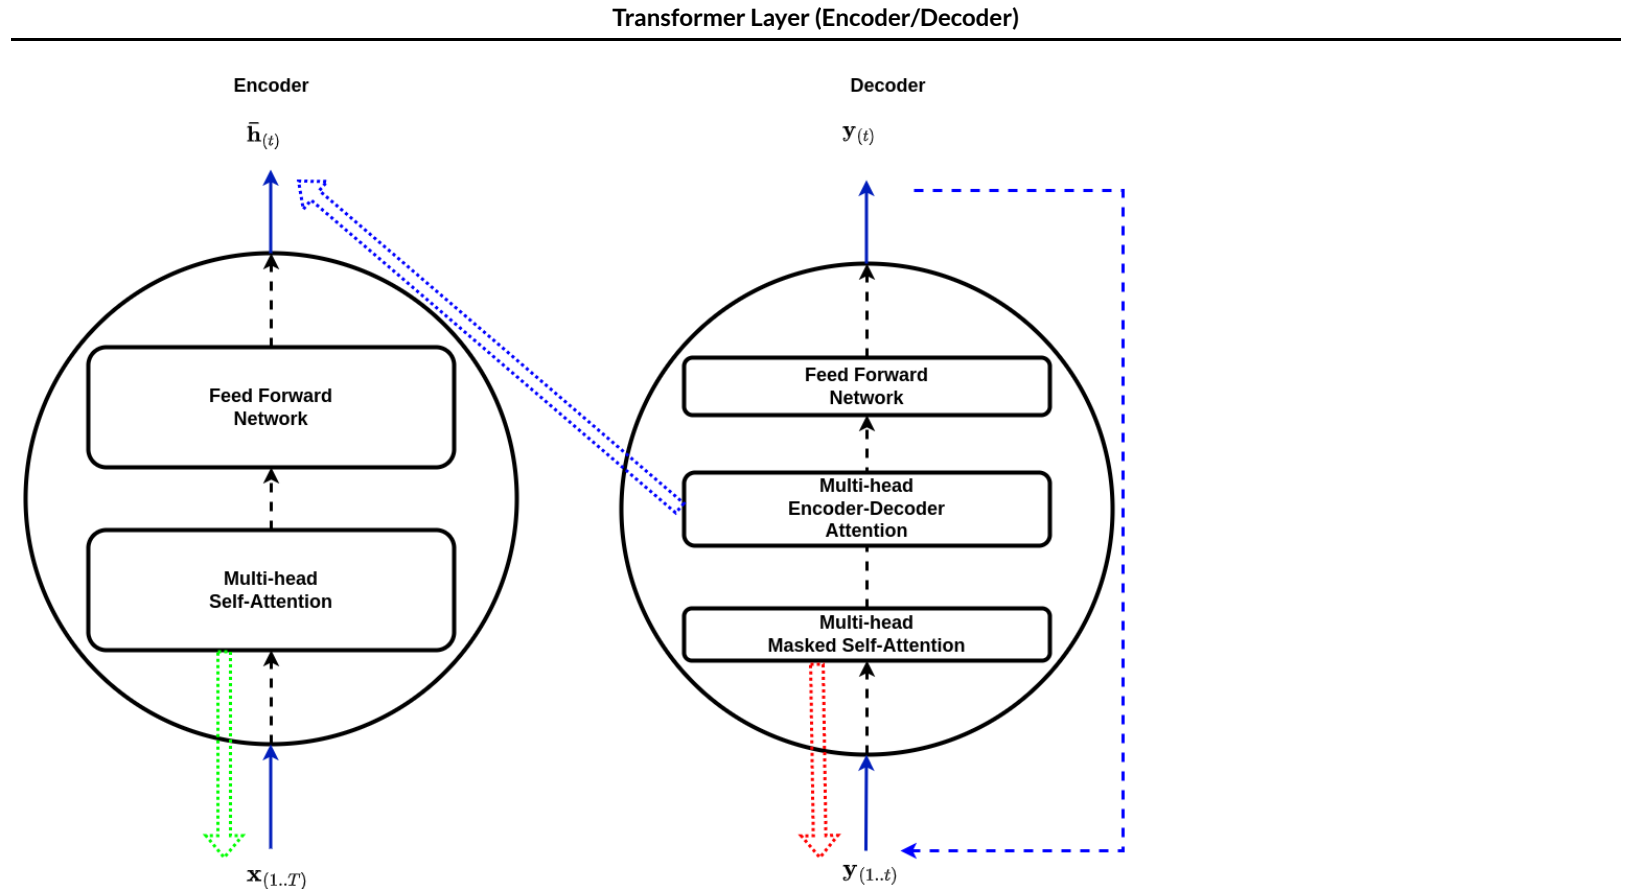 Transformer Layer (Encoder/Decoder)
Encoder
Decoder
h̄(t)
y(t)
Feed Forward
Network
Multi-head
Self-Attention
Feed Forward
Network
Multi-head
Encoder-Decoder
Attention
Multi-head
Masked Self-Attention
x(1..T)
y(1..t)